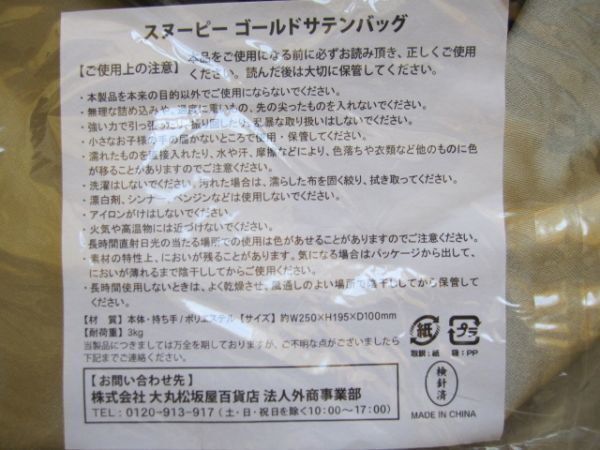 スヌーピー ゴールドサテンバッグ
【ご使用上の注意】 本品をご使用になる前に必ずお読み頂き、正しくご使用
ください。読んだ後は大切に保管してください。
・本製品を本来の目的以外でご使用にならないでください。
・無理な詰め込みや、過度に重いもの、先の尖ったものを入れないでください。
・強い力で引っ張ったり、振り回したり、乱暴な取り扱いはしないでください。
・小さなお子様の手の届かないところで使用・保管してください。
・濡れたものを直接入れたり、水や汗、摩擦などにより、色落ちや衣類など他のものに色
が移ることがありますのでご注意ください。
・洗濯はしないでください。汚れた場合は、濡らした布を固く絞り、拭き取ってください。
・漂白剤、シンナー、ベンジンなどは使用しないでください。
・アイロンがけはしないでください。
・火気や高温物には近づけないでください。
・長時間直射日光の当たる場所での使用は色があせることがありますのでご注意ください。
・素材の特性上、においが残ることがあります。気になる場合はパッケージから出して、
においが薄れるまで陰干ししてからご使用ください。
・長時間使用しないときは、よく乾燥させ、風通しのよい場所で陰干ししてから保管して
ください。
【材 質】本体・持ち手/ポリエステル【サイズ】約W250×H195×D100mm
【耐荷重】3kg
当製品につきましては万全を期しておりますが、ご不明な点がございましたら
下記までご連絡ください。
【お問い合わせ先】
株式会社 大丸松坂屋百貨店 法人外商事業部
TEL:0120-913-917(土・日・祝日を除く10:00〜17:00)
紙 プラ
取説:紙 袋:PP
検針済
MADE IN CHINA